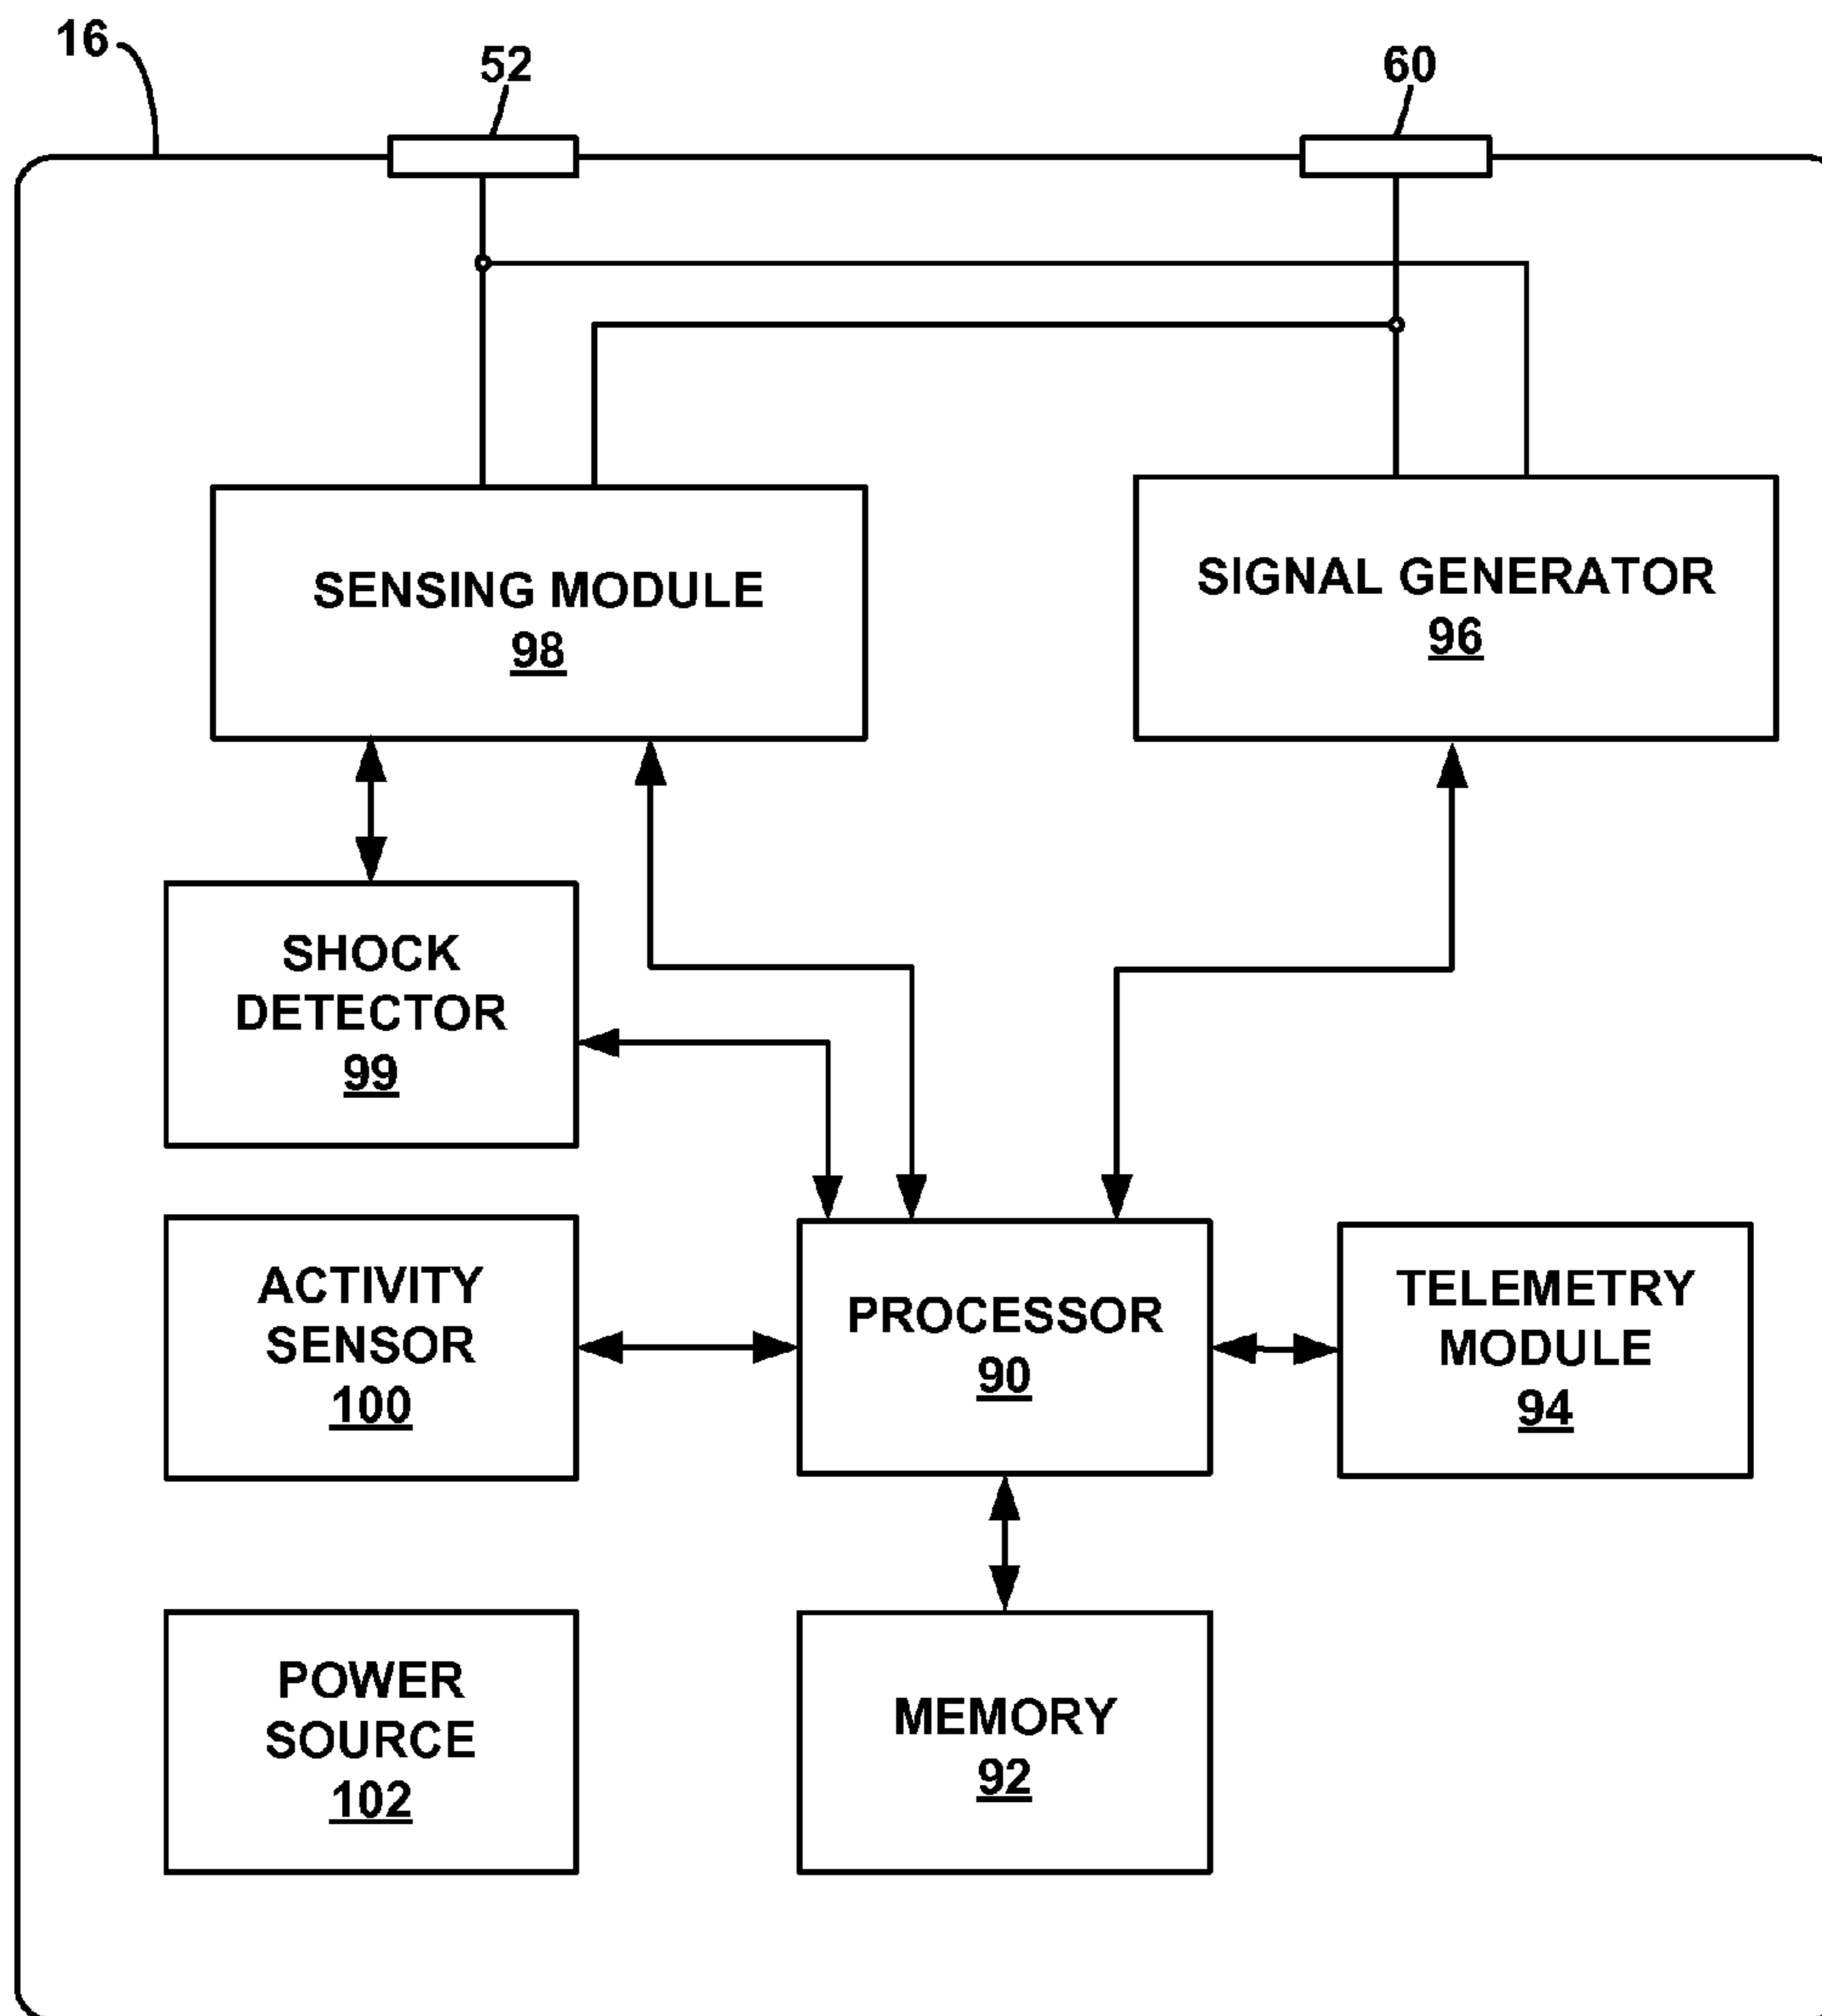 16
52
60
SENSING MODULE
98
SIGNAL GENERATOR
96
SHOCK
DETECTOR
99
ACTIVITY
SENSOR
100
PROCESSOR
90
TELEMETRY
MODULE
94
POWER
SOURCE
102
MEMORY
92